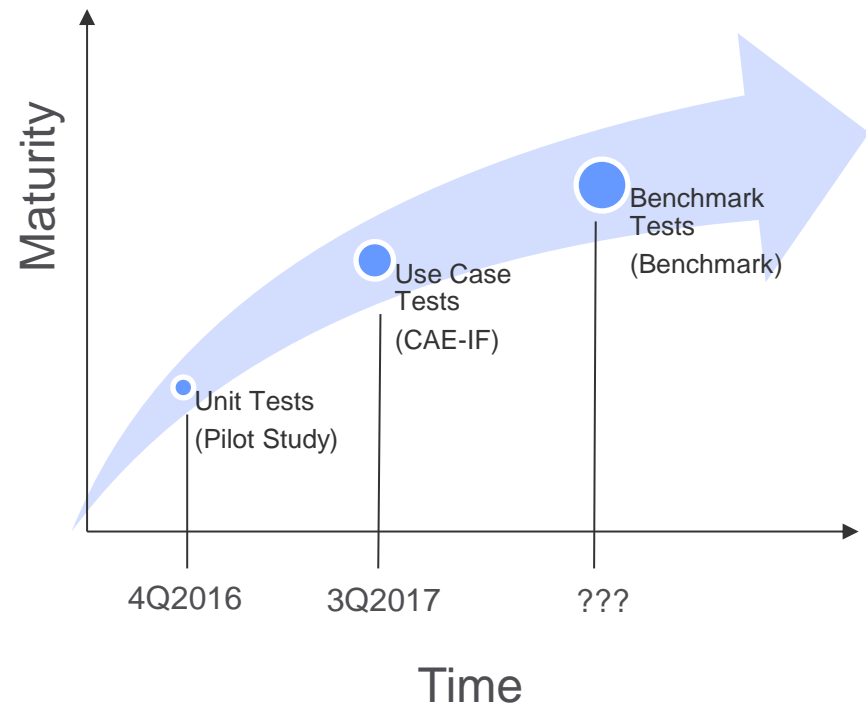 Maturity
Benchmark
Tests
(Benchmark)
Use Case
Tests
(CAE-IF)
Unit Tests
(Pilot Study)
4Q2016
3Q2017
???
Time